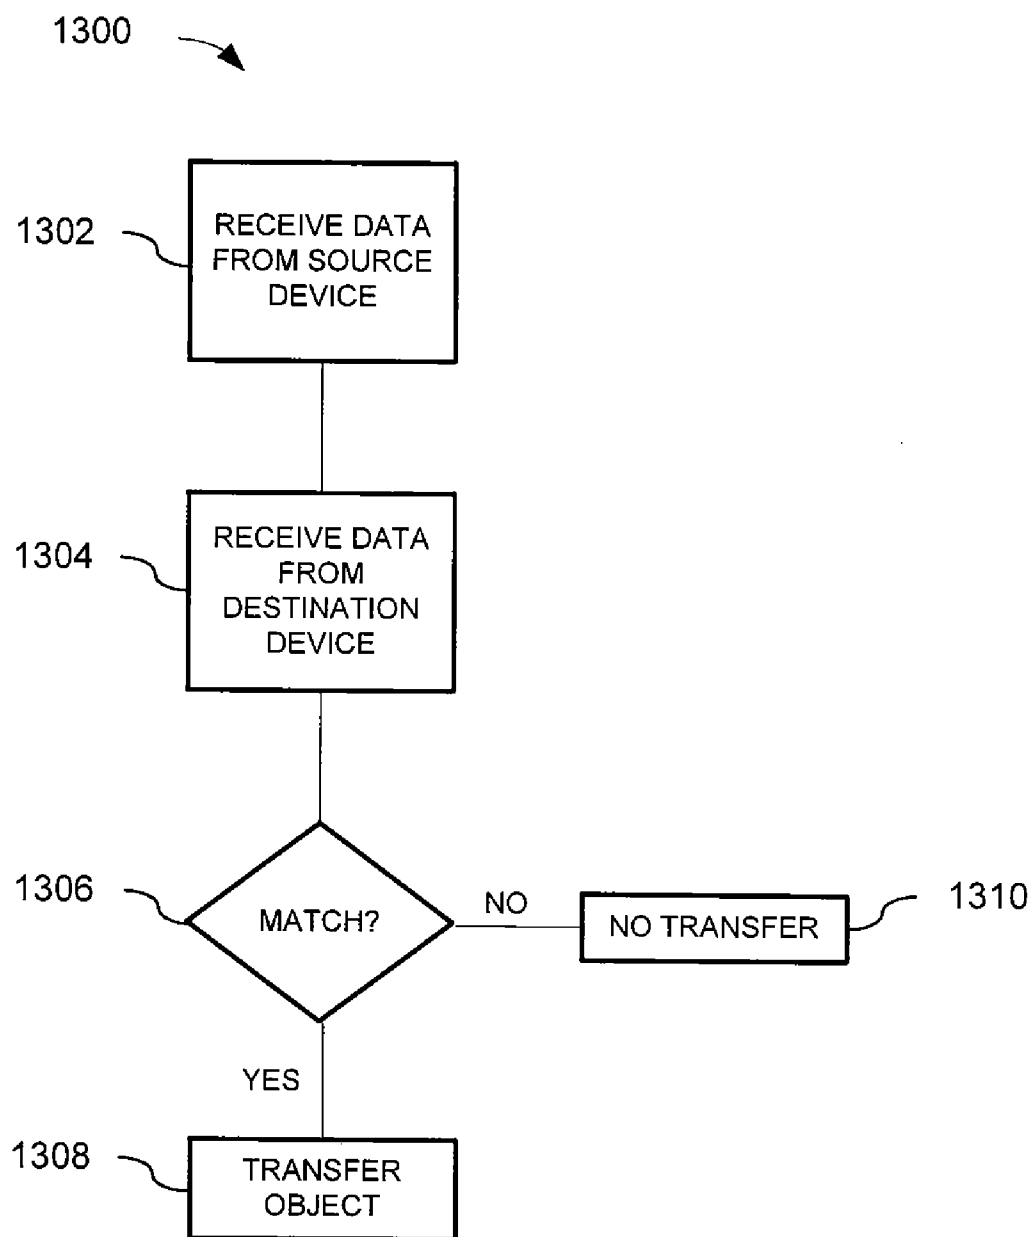 1300
1302
RECEIVE DATA
FROM SOURCE
DEVICE
1304
RECEIVE DATA
FROM
DESTINATION
DEVICE
1306
MATCH?
NO
NO TRANSFER
1310
YES
1308
TRANSFER
OBJECT